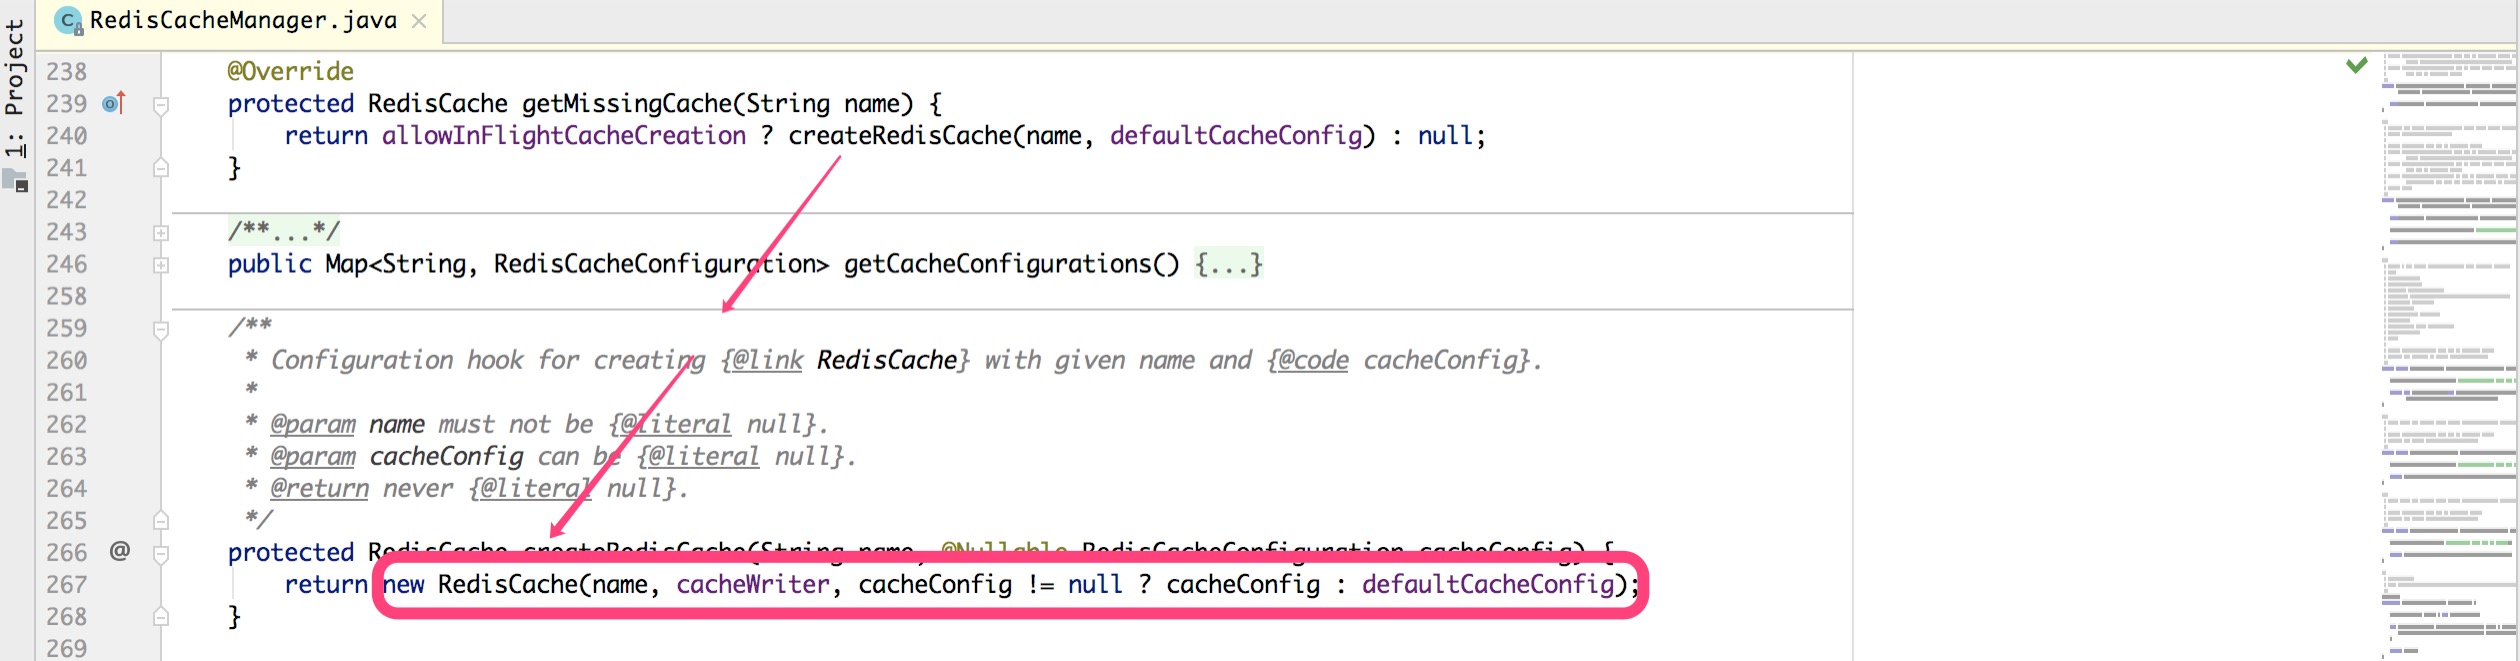 RedisCacheManager.java
1: Project
238 @Override
239 protected RedisCache getMissingCache(String name) {
240 return allowInFlightCacheCreation ? createRedisCache(name, defaultCacheConfig) : null;
241 }
242
243 /**...*/
246 public Map<String, RedisCacheConfiguration> getCacheConfigurations() {...}
258
259 /**
260 * Configuration hook for creating {@link RedisCache} with given name and {@code cacheConfig}.
261 *
262 * @param name must not be {@literal null}.
263 * @param cacheConfig can be {@literal null}.
264 * @return never {@literal null}.
265 */
266 @ protected RedisCache createRedisCache(String name, @Nullable RedisCacheConfiguration cacheConfig) {
267 return new RedisCache(name, cacheWriter, cacheConfig != null ? cacheConfig : defaultCacheConfig);
268 }
269